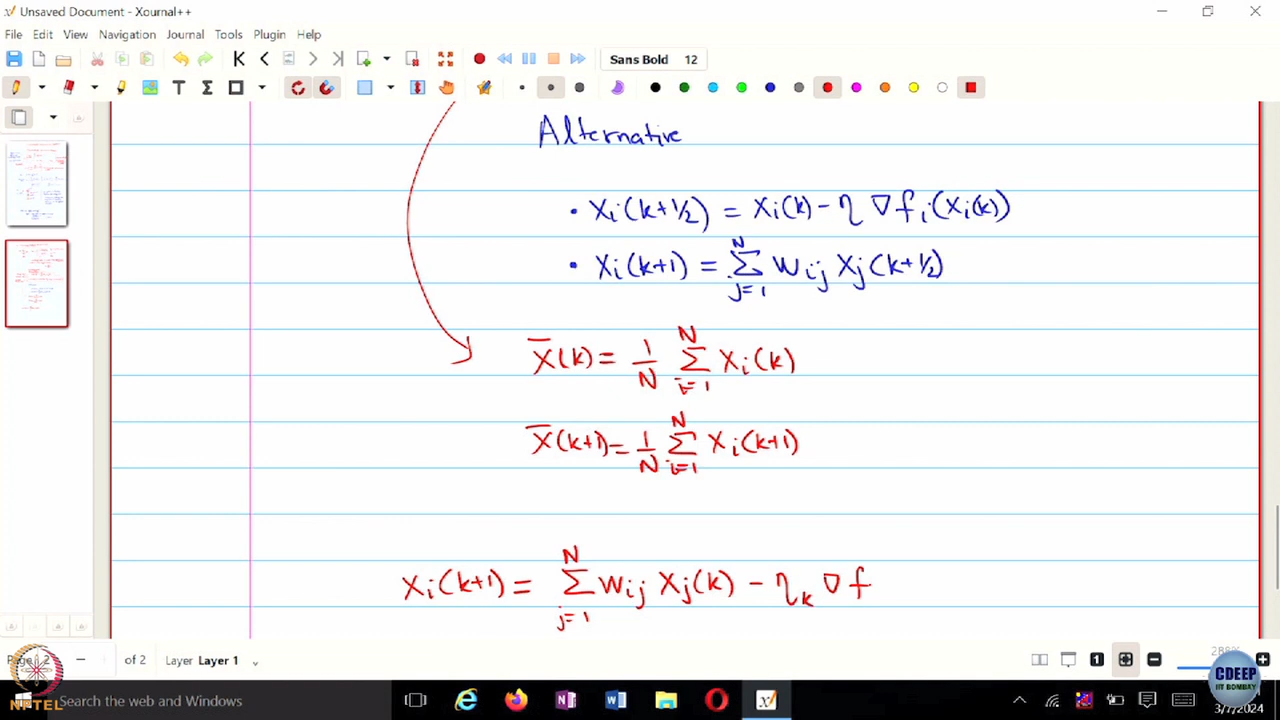 Unsaved Document - Xournal++
File Edit View Navigation Journal Tools Plugin Help
Sans Bold 12
Alternative
• Xi(k+1/2) = Xi(k) - η ∇fi(Xi(k))
• Xi(k+1) = Σ_{j=1}^{N} Wij Xj(k+1/2)
X̄(k) = 1/N Σ_{i=1}^{N} Xi(k)
X̄(k+1) = 1/N Σ_{i=1}^{N} Xi(k+1)
Xi(k+1) = Σ_{j=1}^{N} Wij Xj(k) - ηk ∇f
of 2 Layer Layer 1
NPTEL
Search the web and Windows
CDEEP
IIT BOMBAY
3/7/2024